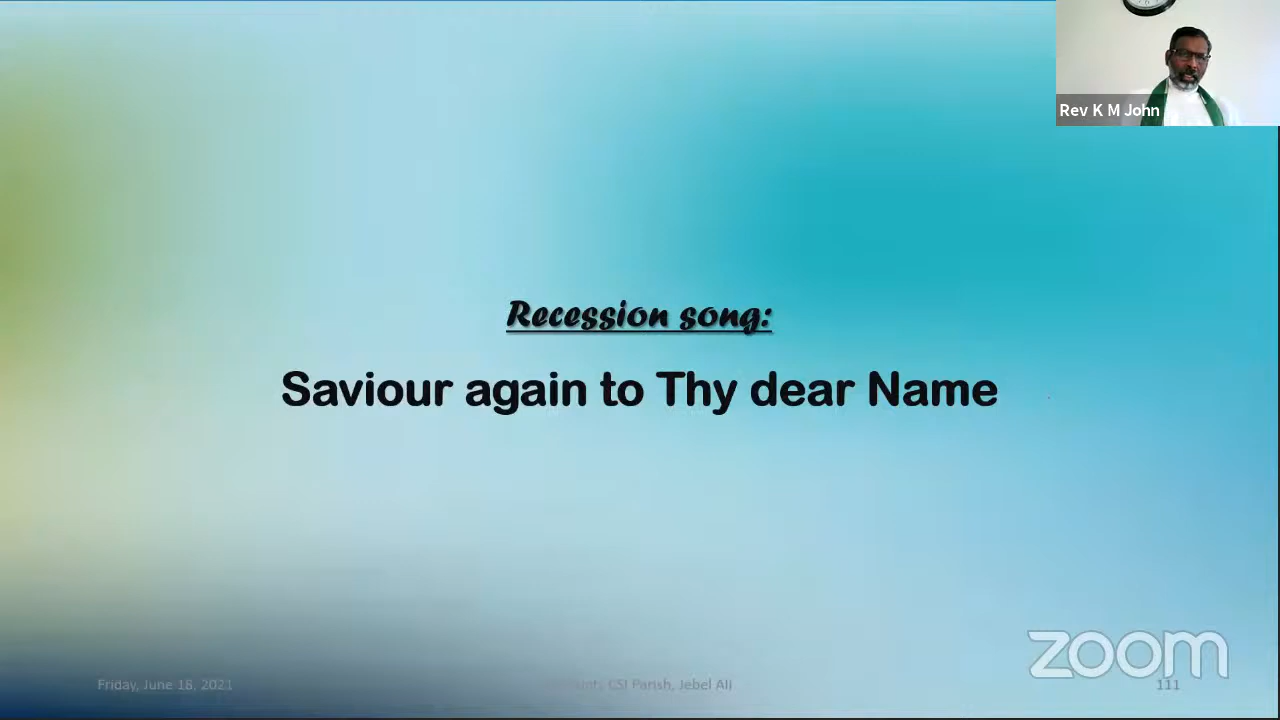 Rev K M John
Recession song:
Saviour again to Thy dear Name
zoom
Friday, June 18, 2021
CSI Parish, Jebel Ali
111